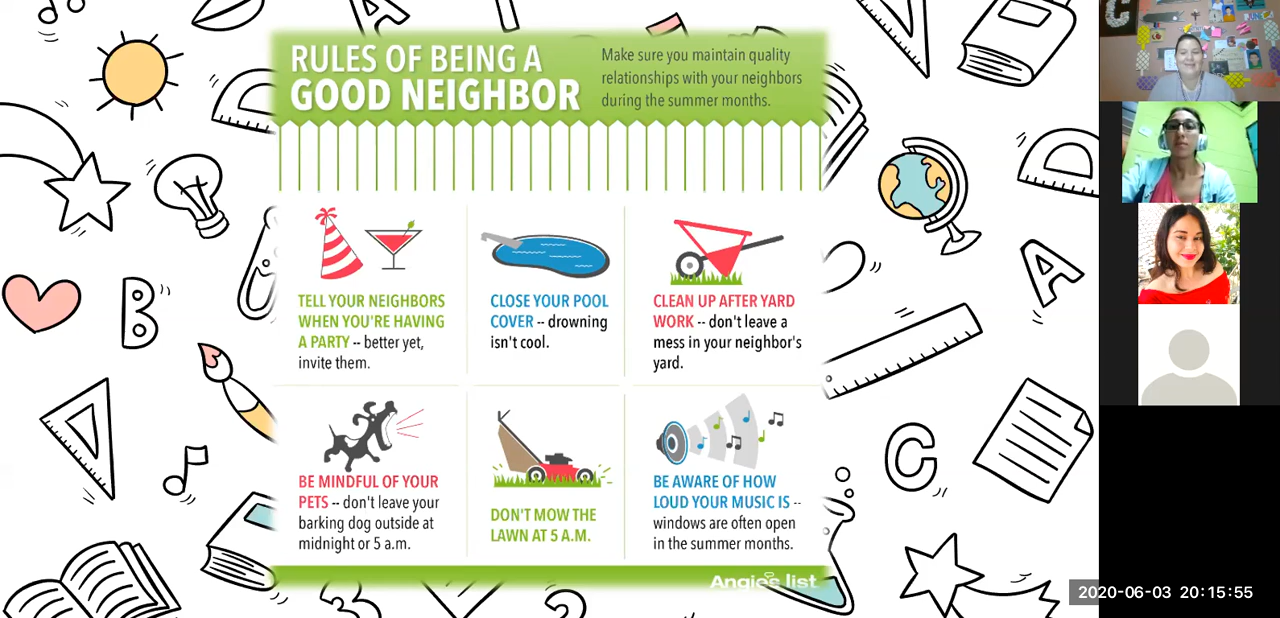 RULES OF BEING A
GOOD NEIGHBOR
Make sure you maintain quality
relationships with your neighbors
during the summer months.
TELL YOUR NEIGHBORS
WHEN YOU'RE HAVING
A PARTY -- better yet,
invite them.
CLOSE YOUR POOL
COVER -- drowning
isn't cool.
CLEAN UP AFTER YARD
WORK -- don't leave a
mess in your neighbor's
yard.
BE MINDFUL OF YOUR
PETS -- don't leave your
barking dog outside at
midnight or 5 a.m.
DON'T MOW THE
LAWN AT 5 A.M.
BE AWARE OF HOW
LOUD YOUR MUSIC IS --
windows are often open
in the summer months.
Angie's list
A
B
A
C
3
2
C
2020-06-03 20:15:55